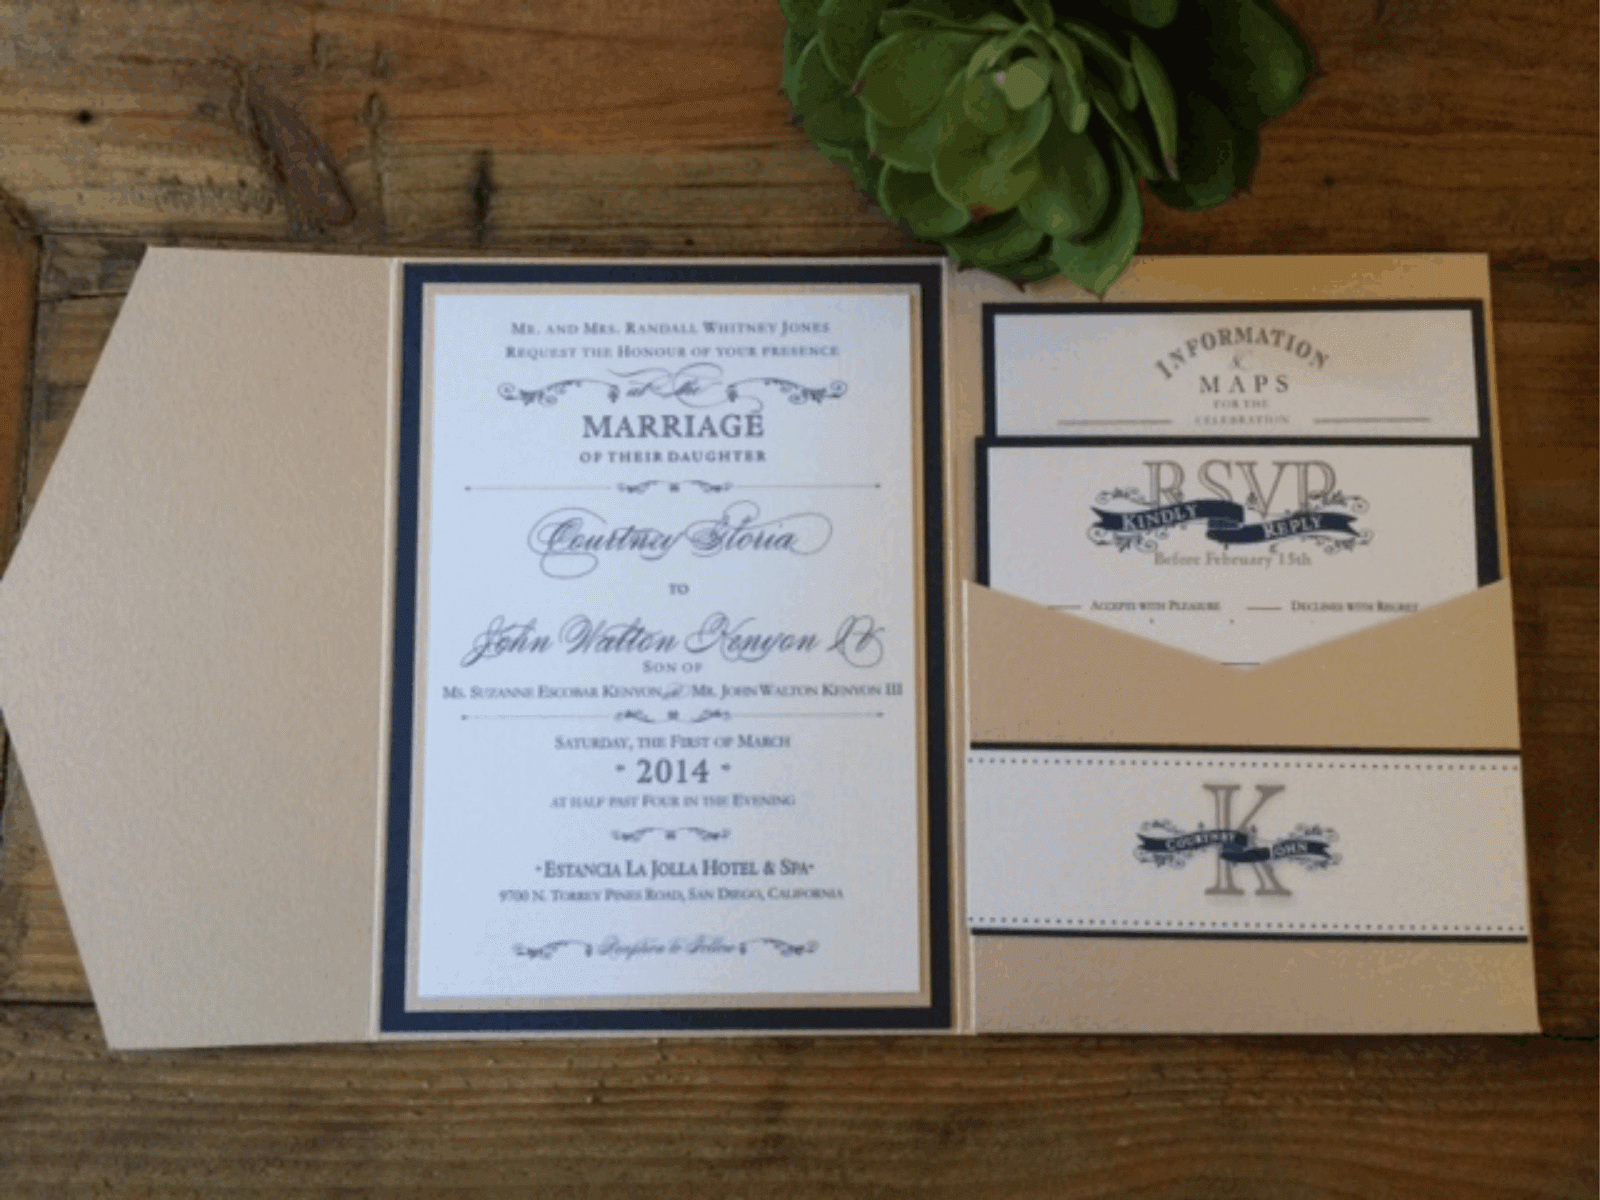 Mr. and Mrs. Randall Whitney Jones
Request the Honour of your presence
at the
MARRIAGE
OF THEIR DAUGHTER
Courtney Gloria
TO
John Walton Kenyon IV
Son of
Ms. Suzanne Escobar Kenyon and Mr. John Walton Kenyon III
Saturday, the First of March
2014
at half past Four in the Evening
Estancia La Jolla Hotel & Spa
9700 N. Torrey Pines Road, San Diego, California
Reception to Follow
INFORMATION
&
MAPS
FOR THE
CELEBRATION
RSVP
KINDLY REPLY
Before February 15th
Accepts with Pleasure Declines with Regret
K
COURTNEY JOHN